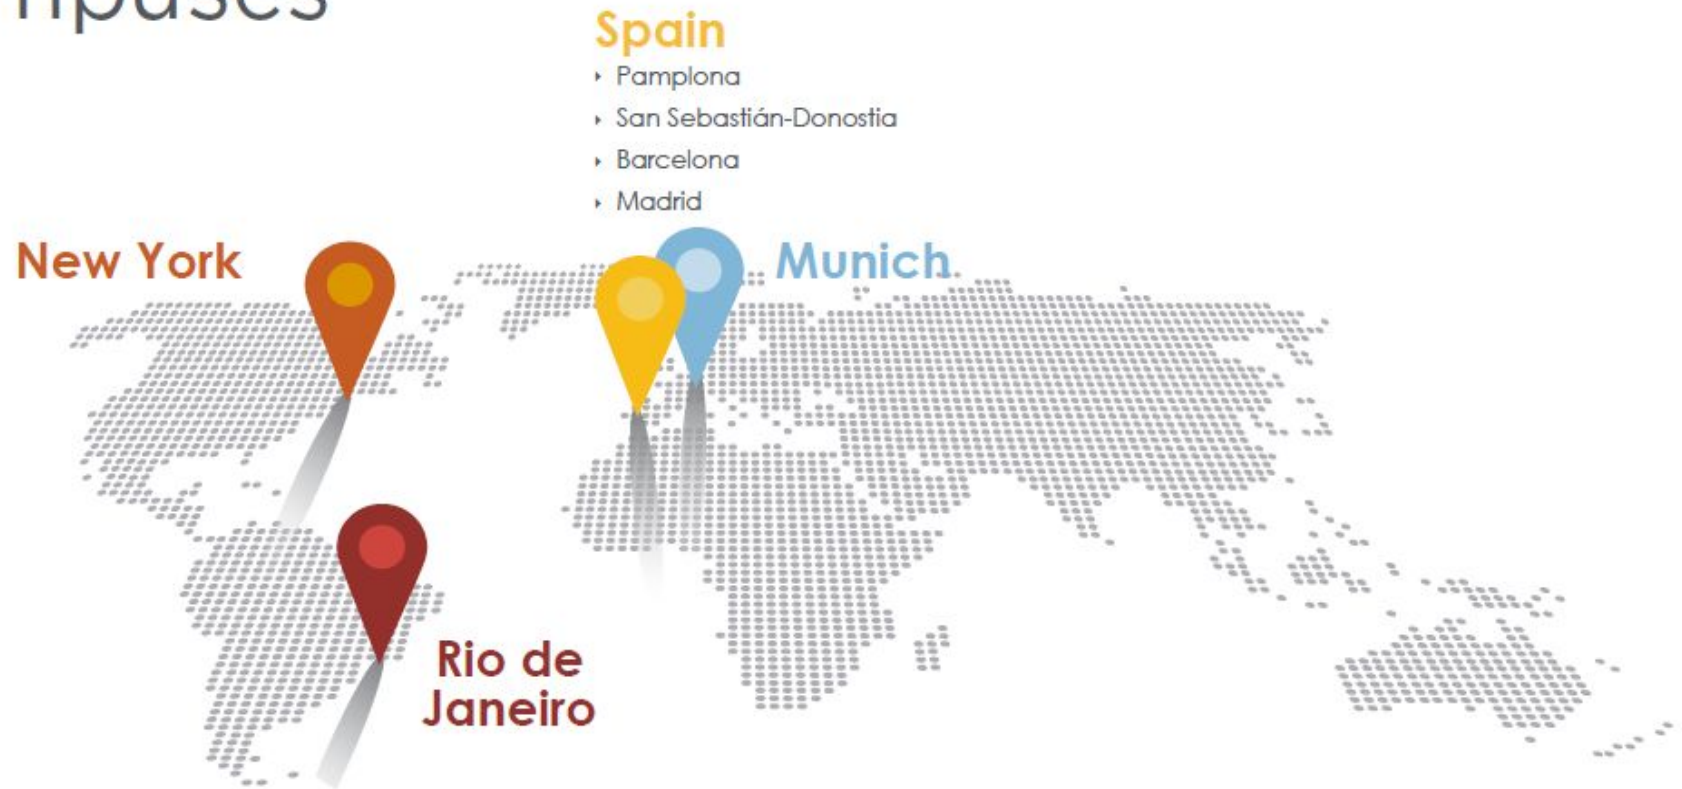 Spain
Pamplona
San Sebastián-Donostia
Barcelona
Madrid
New York
Munich
Rio de
Janeiro